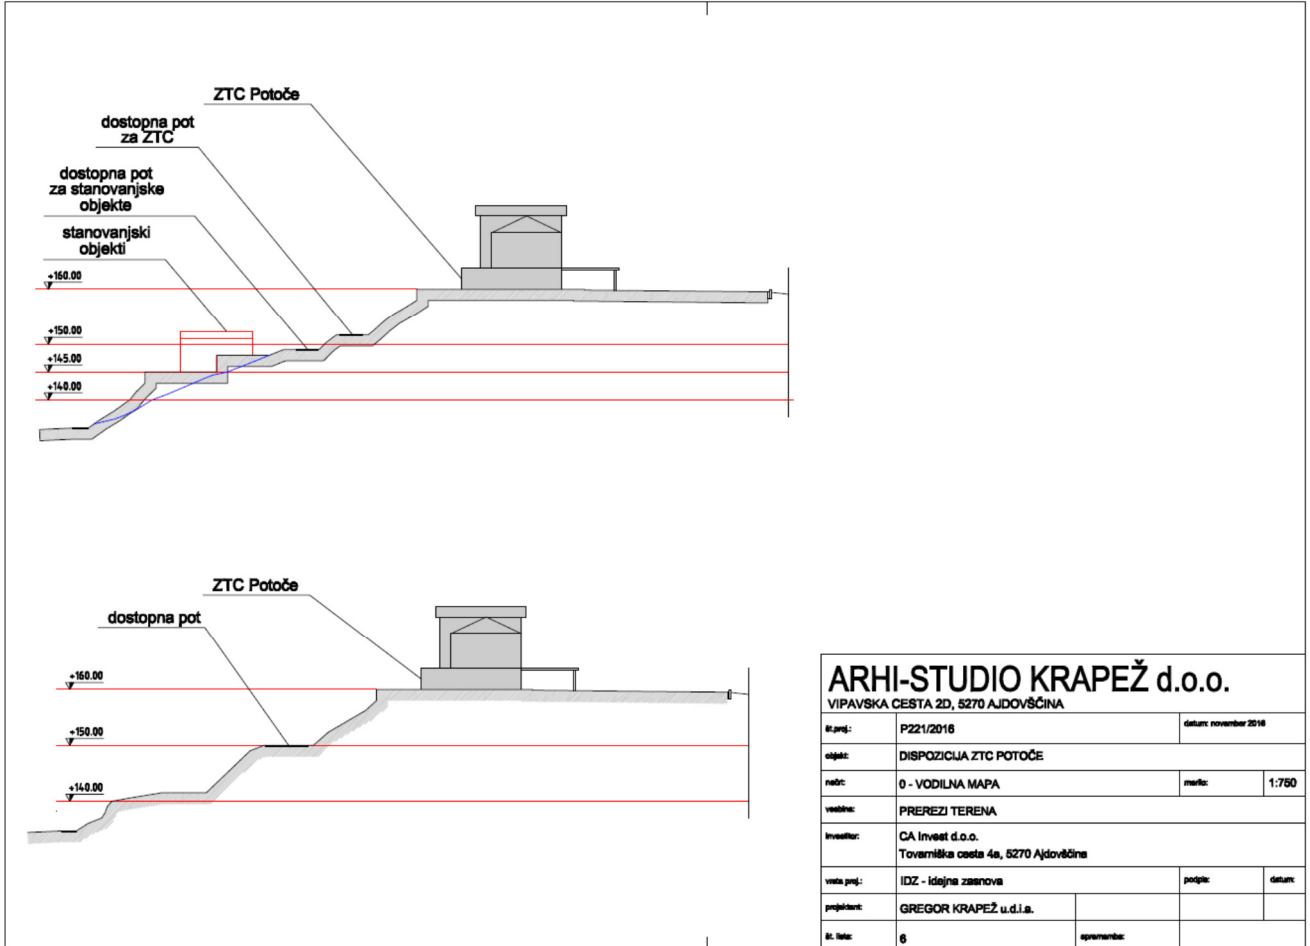 ZTC Potoče
dostopna pot
za ZTC
dostopna pot
za stanovanjske
objekte
stanovanjski
objekti
+160.00
+150.00
+145.00
+140.00
ZTC Potoče
dostopna pot
+160.00
+150.00
+140.00
ARHI-STUDIO KRAPEŽ d.o.o.
VIPAVSKA CESTA 2D, 5270 AJDOVŠČINA
št.proj.: P221/2016 datum: november 2016
objekt: DISPOZICIJA ZTC POTOČE
načrt: 0 - VODILNA MAPA merilo: 1:750
vsebina: PREREZI TERENA
investitor: CA Invest d.o.o.
Tovarniška cesta 4a, 5270 Ajdovščina
vrsta proj.: IDZ - idejna zasnova podpis: datum:
projektant: GREGOR KRAPEŽ u.d.i.a.
št. lista: 6 sprememba: